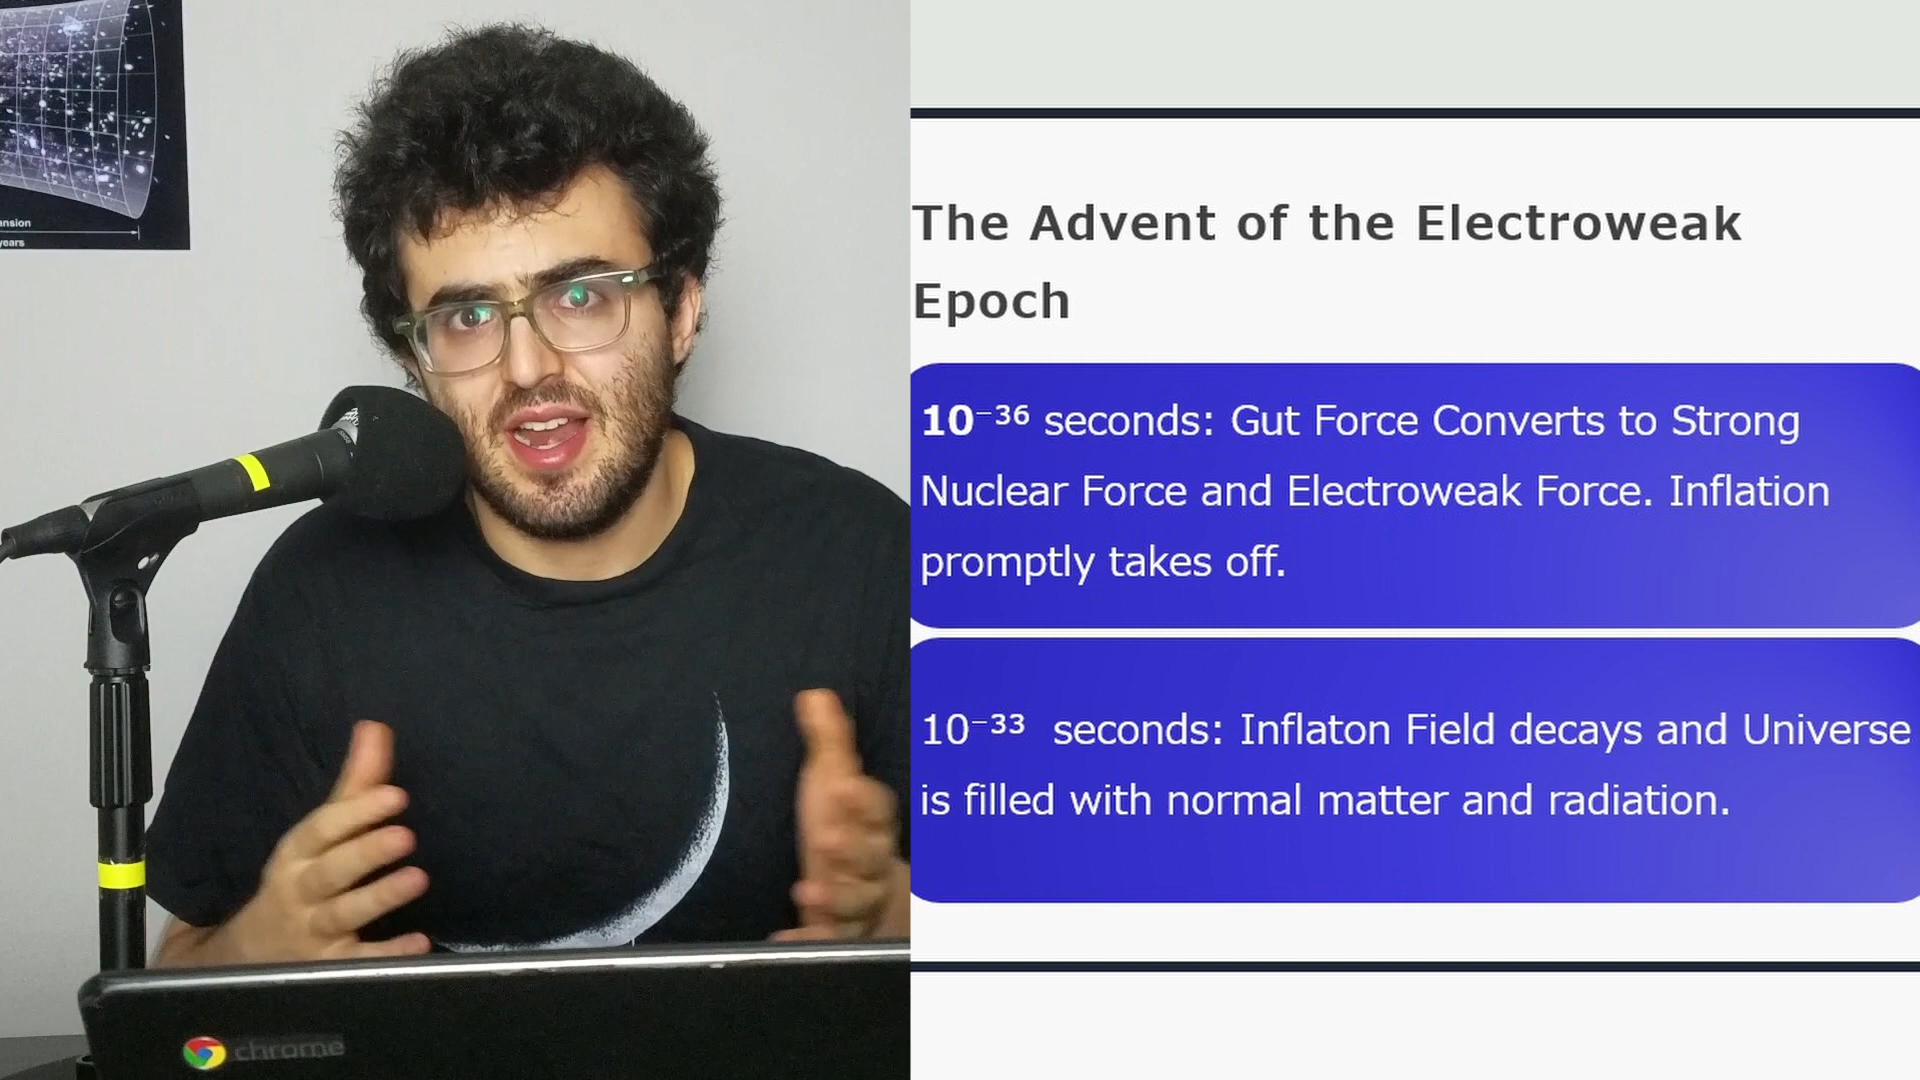 ansion
years
chrome
The Advent of the Electroweak
Epoch
10⁻³⁶ seconds: Gut Force Converts to Strong
Nuclear Force and Electroweak Force. Inflation
promptly takes off.
10⁻³³ seconds: Inflaton Field decays and Universe
is filled with normal matter and radiation.